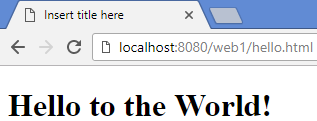 Insert title here
localhost:8080/web1/hello.html
Hello to the World!